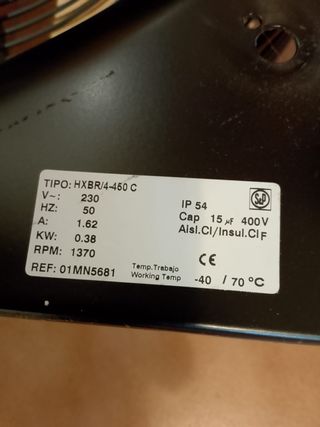 TIPO: HXBR/4-450 C
V~: 230
HZ: 50
A: 1.62
KW: 0.38
RPM: 1370
REF: 01MN5681
S&P
IP 54
Cap 15 µF 400V
Aisl.Cl/Insul.Cl F
CE
Temp.Trabajo
Working Temp -40 / 70 ºC